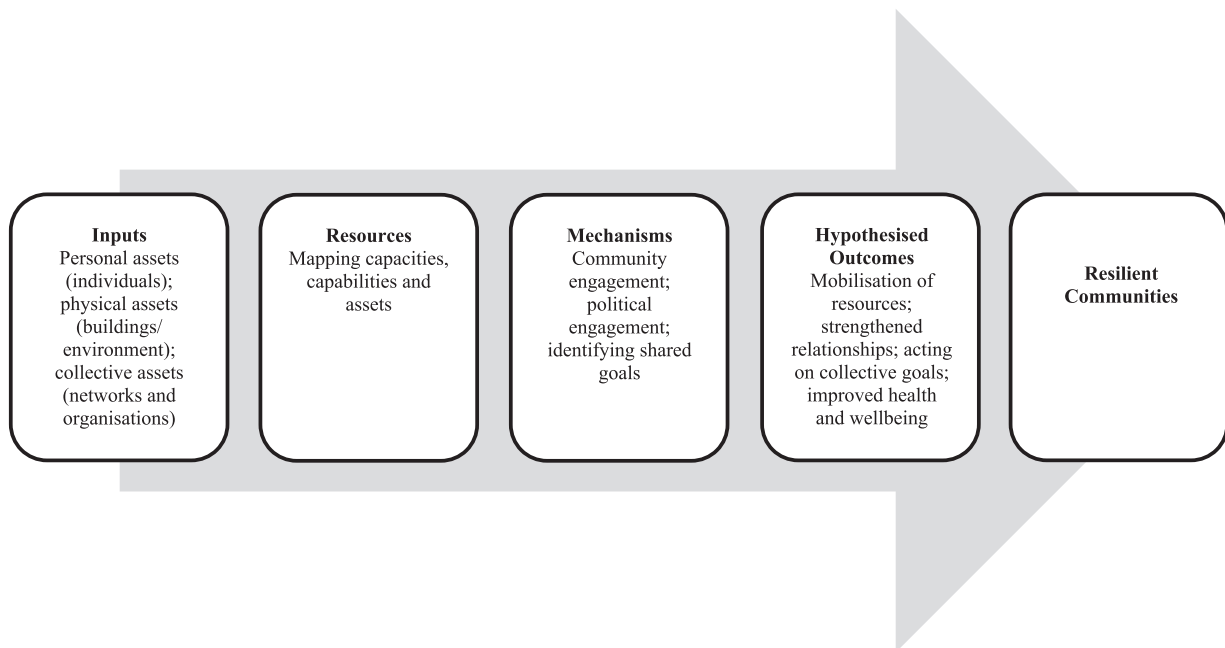 Inputs
Personal assets
(individuals);
physical assets
(buildings/
environment);
collective assets
(networks and
organisations)
Resources
Mapping capacities,
capabilities and
assets
Mechanisms
Community
engagement;
political
engagement;
identifying shared
goals
Hypothesised
Outcomes
Mobilisation of
resources;
strengthened
relationships; acting
on collective goals;
improved health
and wellbeing
Resilient
Communities